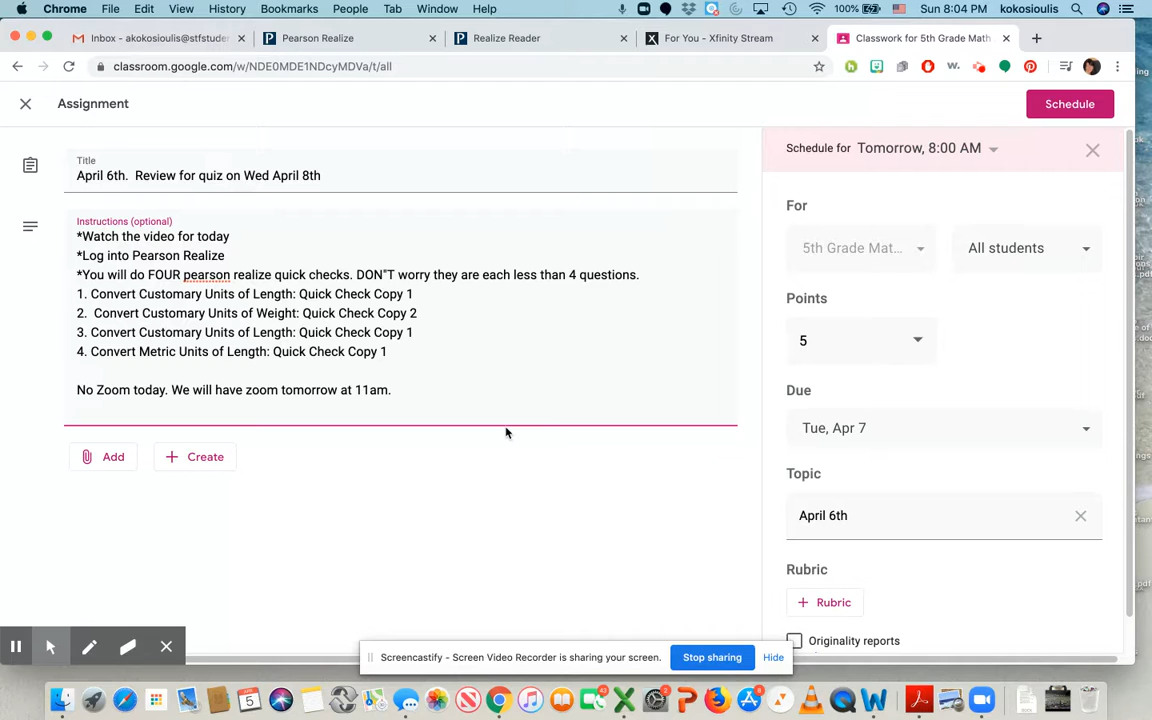 Chrome File Edit View History Bookmarks People Tab Window Help 100% Sun 8:04 PM kokosioulis
Inbox - akokosioulis@stfstuder Pearson Realize Realize Reader For You - Xfinity Stream Classwork for 5th Grade Math
classroom.google.com/w/NDE0MDE1NDcyMDVa/t/all
Assignment
Schedule
Schedule for Tomorrow, 8:00 AM
Title
April 6th. Review for quiz on Wed April 8th
Instructions (optional)
*Watch the video for today
*Log into Pearson Realize
*You will do FOUR pearson realize quick checks. DON"T worry they are each less than 4 questions.
1. Convert Customary Units of Length: Quick Check Copy 1
2. Convert Customary Units of Weight: Quick Check Copy 2
3. Convert Customary Units of Length: Quick Check Copy 1
4. Convert Metric Units of Length: Quick Check Copy 1
No Zoom today. We will have zoom tomorrow at 11am.
Add
Create
For
5th Grade Mat...
All students
Points
5
Due
Tue, Apr 7
Topic
April 6th
Rubric
Rubric
Originality reports
Screencastify - Screen Video Recorder is sharing your screen.
Stop sharing
Hide